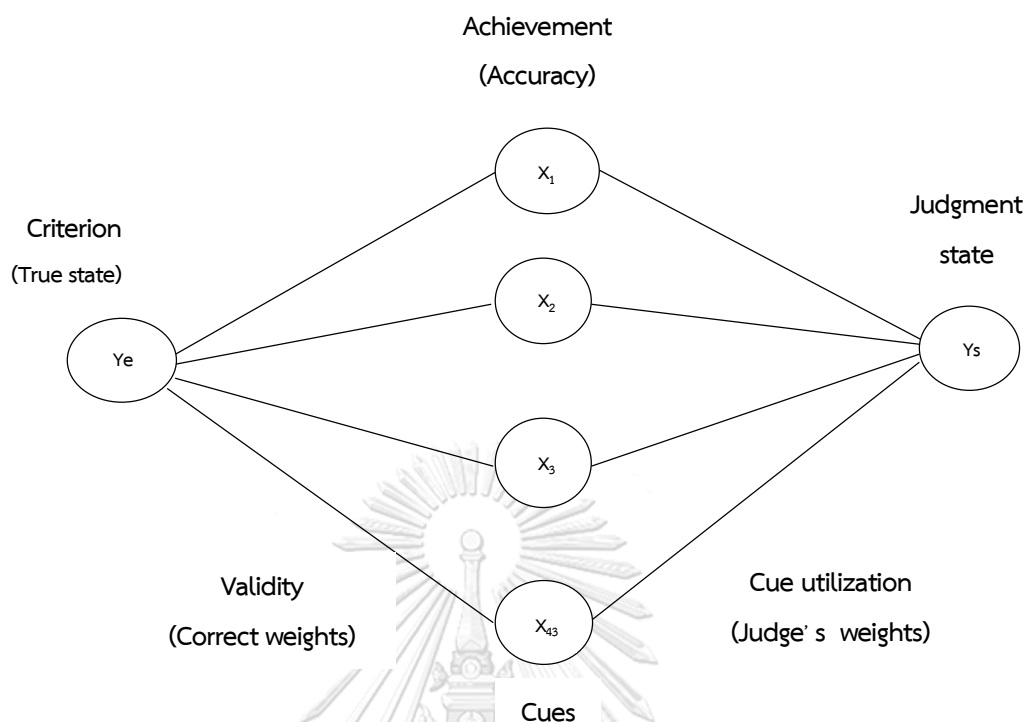 Achievement
(Accuracy)
X1
Judgment
state
Criterion
(True state)
X2
Ye
Ys
X3
Validity
(Correct weights)
Cue utilization
(Judge's weights)
X43
Cues